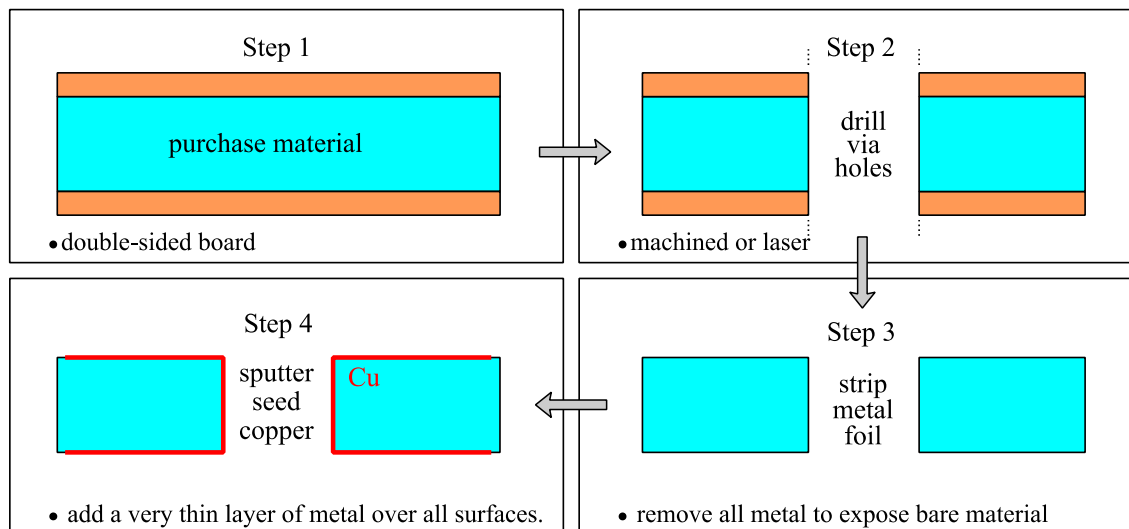 Step 1
purchase material
• double-sided board
Step 2
drill
via
holes
• machined or laser
Step 3
strip
metal
foil
• remove all metal to expose bare material
Step 4
sputter
seed
copper
Cu
• add a very thin layer of metal over all surfaces.